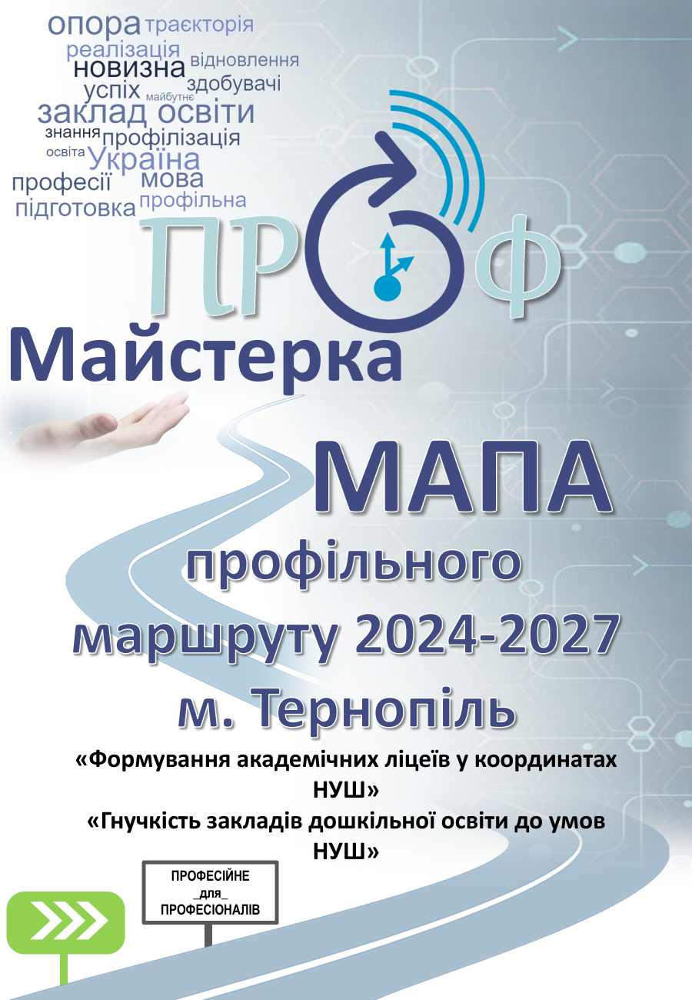 опора траєкторія
реалізація
новизна відновлення
успіх майбутнє здобувачі
заклад освіти
знання профілізація
освіта Україна
професії мова
підготовка профільна
ПРОФ
Майстерка
МАПА
профільного
маршруту 2024-2027
м. Тернопіль
«Формування академічних ліцеїв у координатах
НУШ»
«Гнучкість закладів дошкільної освіти до умов
НУШ»
ПРОФЕСІЙНЕ
_для_
ПРОФЕСІОНАЛІВ